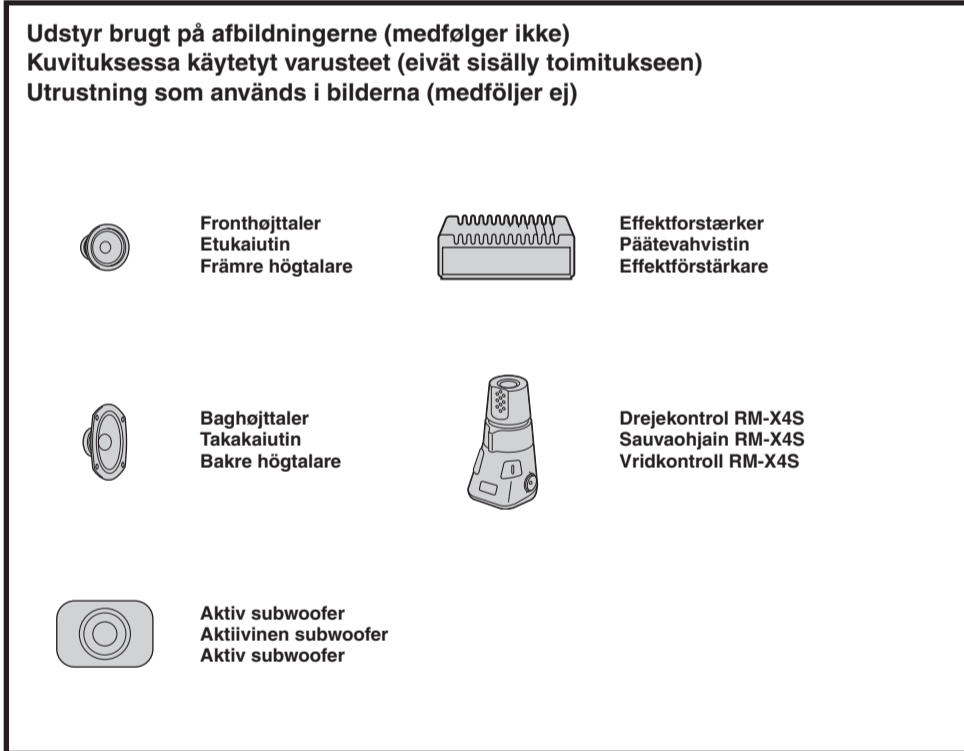 Udstyr brugt på afbildningerne (medfølger ikke)
Kuvituksessa käytetyt varusteet (eivät sisälly toimitukseen)
Utrustning som används i bilderna (medföljer ej)
Fronthøjttaler
Etukaiutin
Främre högtalare
Effektforstærker
Päätevahvistin
Effektförstärkare
Baghøjttaler
Takakaiutin
Bakre högtalare
Drejekontrol RM-X4S
Sauvaohjain RM-X4S
Vridkontroll RM-X4S
Aktiv subwoofer
Aktiivinen subwoofer
Aktiv subwoofer